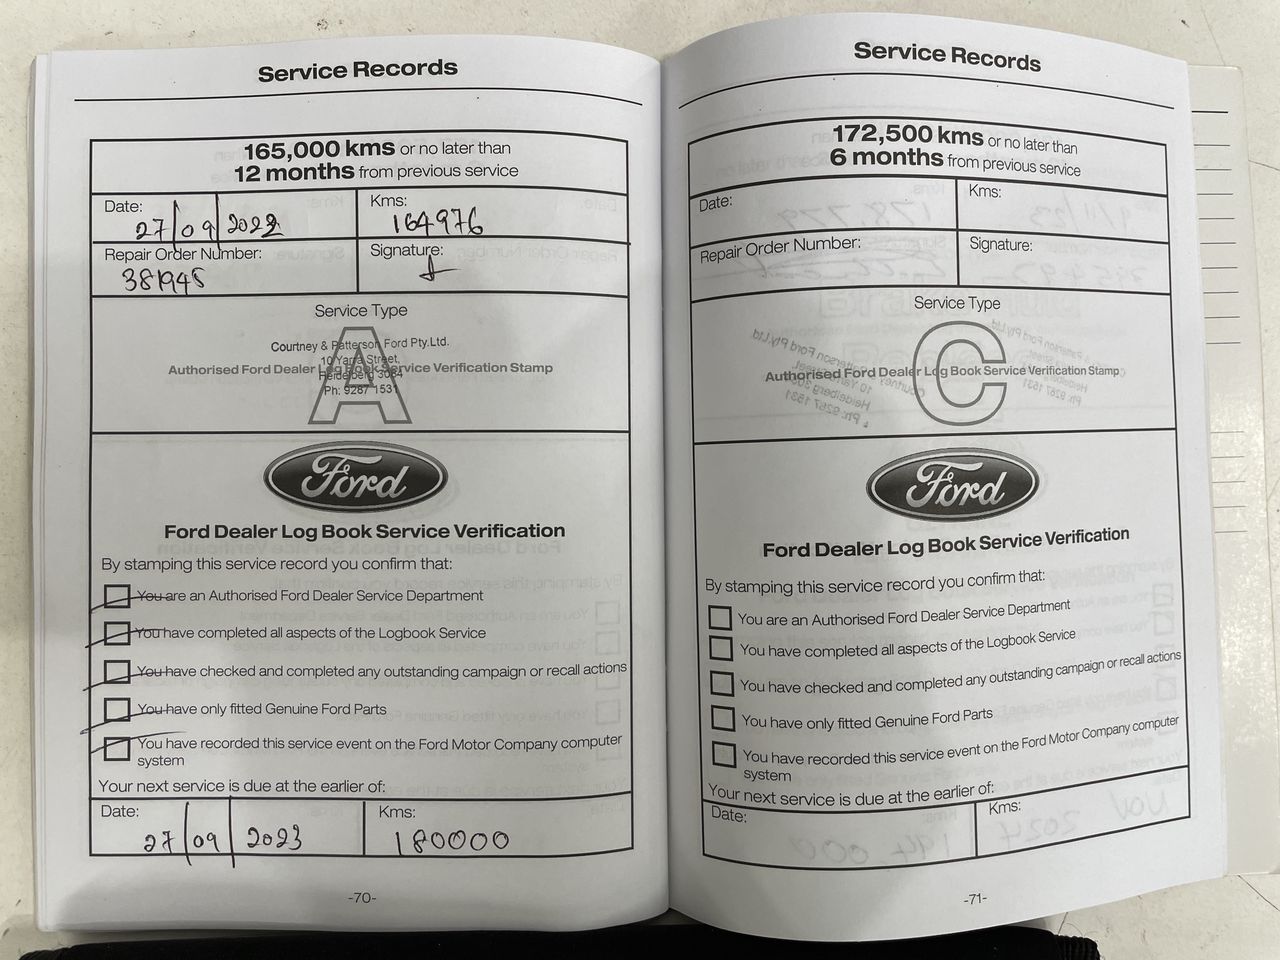 Service Records
165,000 kms or no later than
12 months from previous service
Date:
27/09/2022
Kms:
164976
Repair Order Number:
381945
Signature:
Service Type
A
Courtney & Patterson Ford Pty.Ltd.
10 Yarra Street,
Authorised Ford Dealer Log Book Service Verification Stamp
Heidelberg 3084
Ph: 9287 1531
Ford
Ford Dealer Log Book Service Verification
By stamping this service record you confirm that:
You are an Authorised Ford Dealer Service Department
You have completed all aspects of the Logbook Service
You have checked and completed any outstanding campaign or recall actions
You have only fitted Genuine Ford Parts
You have recorded this service event on the Ford Motor Company computer
system
Your next service is due at the earlier of:
Date:
27/09/2023
Kms:
180000
-70-
Service Records
172,500 kms or no later than
6 months from previous service
Date:
Kms:
Repair Order Number:
Signature:
Service Type
C
Authorised Ford Dealer Log Book Service Verification Stamp
Ford
Ford Dealer Log Book Service Verification
By stamping this service record you confirm that:
You are an Authorised Ford Dealer Service Department
You have completed all aspects of the Logbook Service
You have checked and completed any outstanding campaign or recall actions
You have only fitted Genuine Ford Parts
You have recorded this service event on the Ford Motor Company computer
system
Your next service is due at the earlier of:
Date:
Kms:
-71-